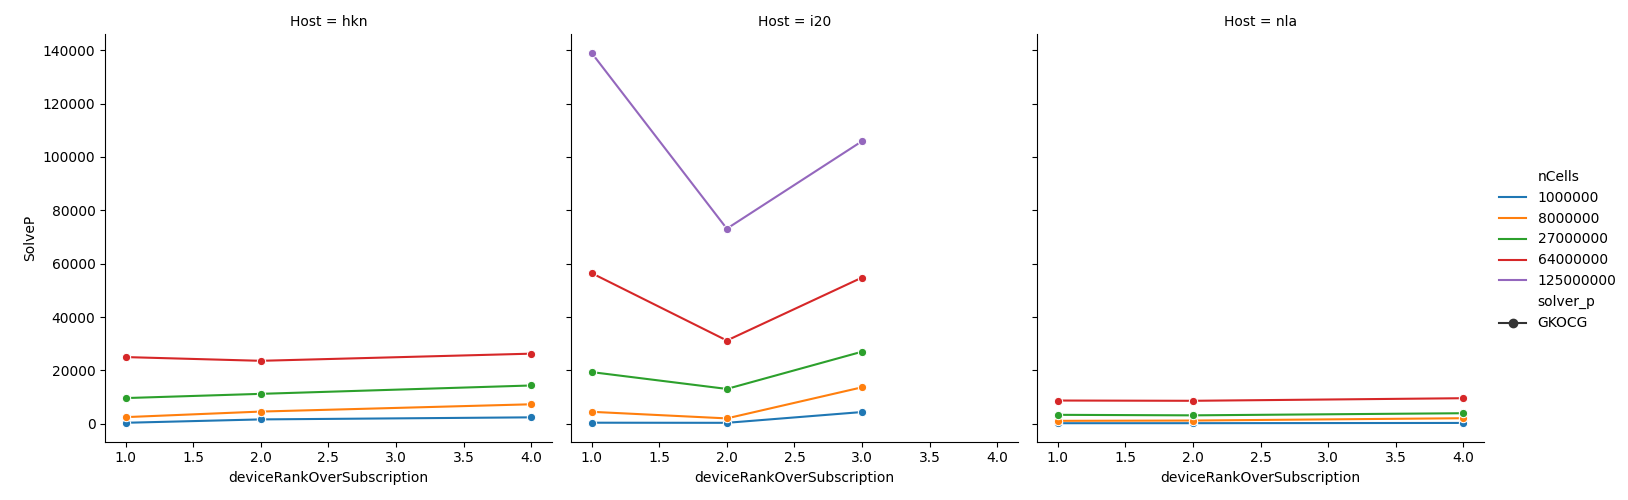 Host = hkn
Host = i20
Host = nla
140000
120000
100000
80000
60000
40000
20000
0
SolveP
1.0 1.5 2.0 2.5 3.0 3.5 4.0
1.0 1.5 2.0 2.5 3.0 3.5 4.0
1.0 1.5 2.0 2.5 3.0 3.5 4.0
deviceRankOverSubscription
deviceRankOverSubscription
deviceRankOverSubscription
nCells
1000000
8000000
27000000
64000000
125000000
solver_p
GKOCG